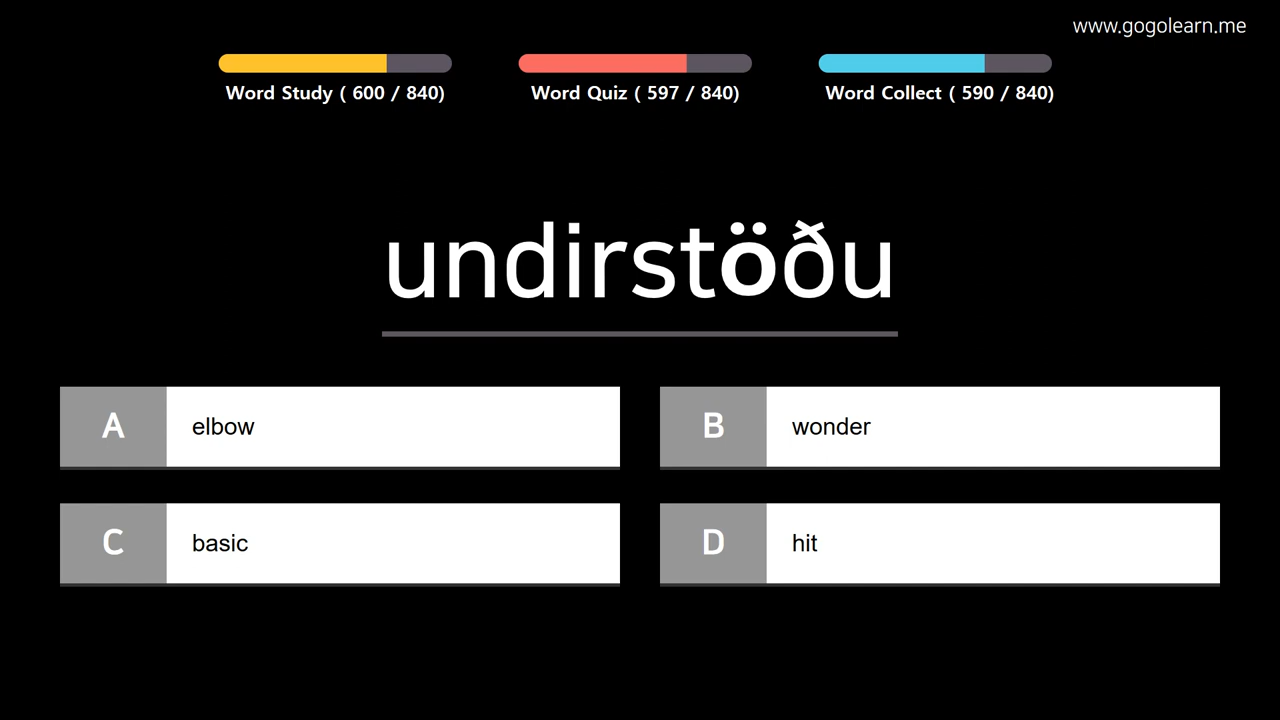 www.gogolearn.me
Word Study ( 600 / 840)
Word Quiz ( 597 / 840)
Word Collect ( 590 / 840)
undirstöðu
A elbow
B wonder
C basic
D hit